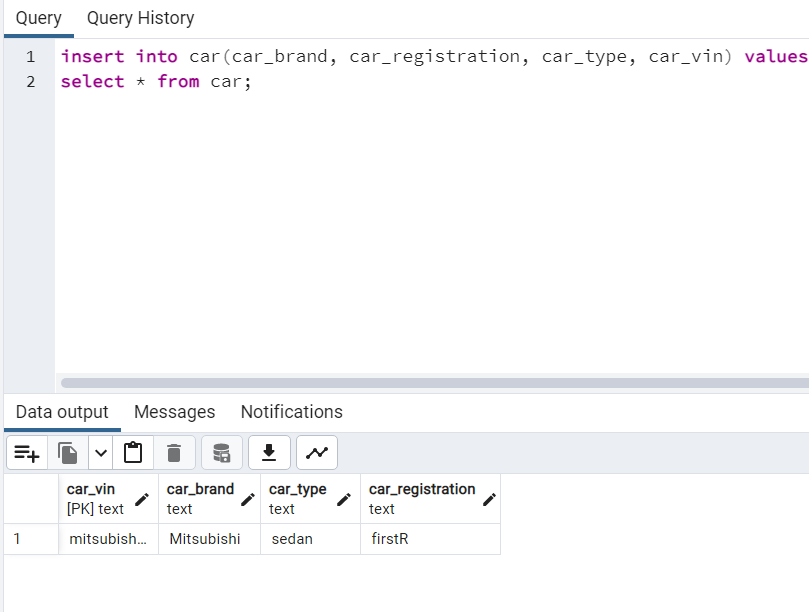 Query Query History
1 insert into car(car_brand, car_registration, car_type, car_vin) values
2 select * from car;
Data output Messages Notifications
car_vin car_brand car_type car_registration
[PK] text text text text
1 mitsubish... Mitsubishi sedan firstR